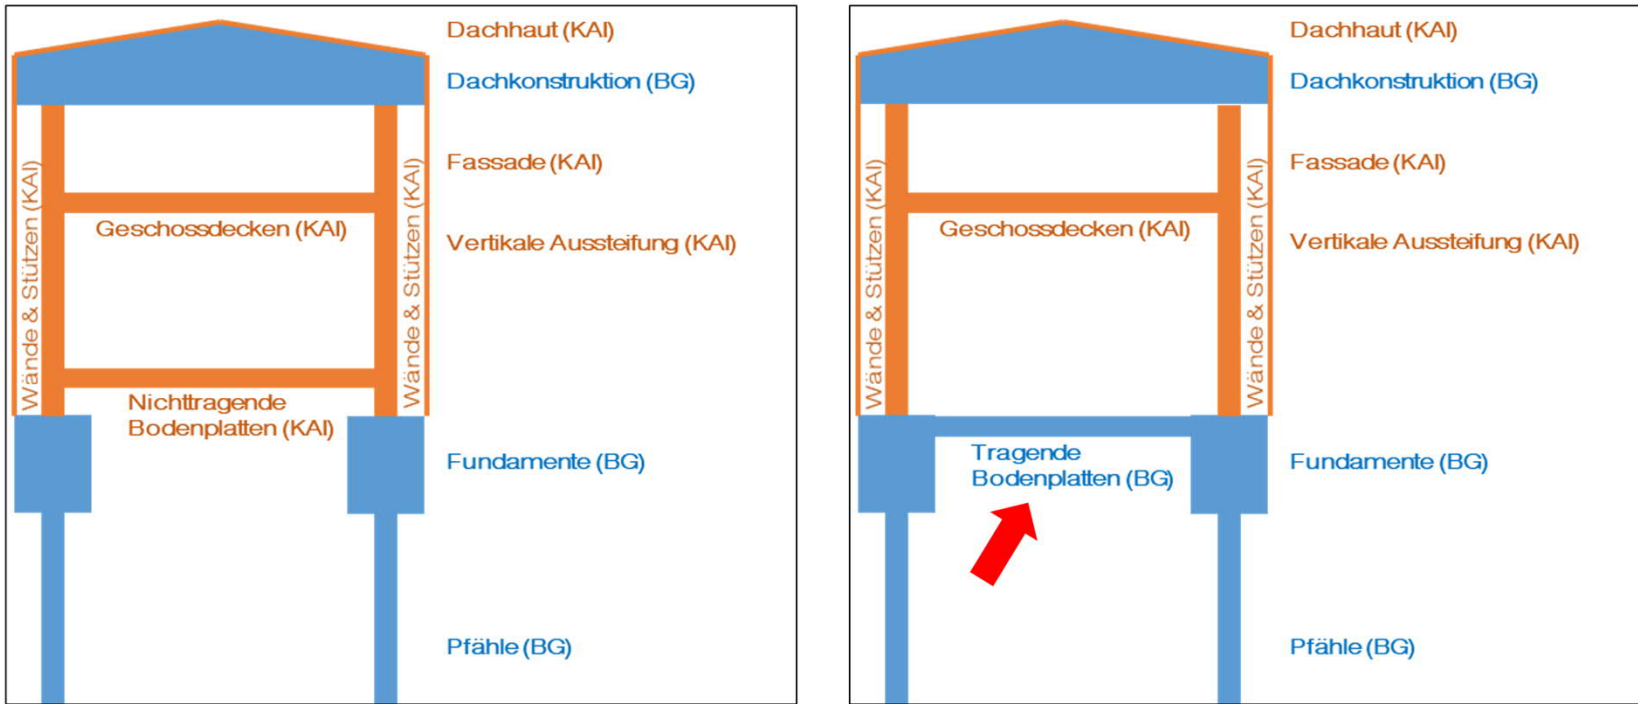 Dachhaut (KAI)
Dachkonstruktion (BG)
Fassade (KAI)
Wände & Stützen (KAI)
Wände & Stützen (KAI)
Geschossdecken (KAI)
Vertikale Aussteifung (KAI)
Nichttragende
Bodenplatten (KAI)
Fundamente (BG)
Pfähle (BG)
Dachhaut (KAI)
Dachkonstruktion (BG)
Fassade (KAI)
Wände & Stützen (KAI)
Wände & Stützen (KAI)
Geschossdecken (KAI)
Vertikale Aussteifung (KAI)
Tragende
Bodenplatten (BG)
Fundamente (BG)
Pfähle (BG)